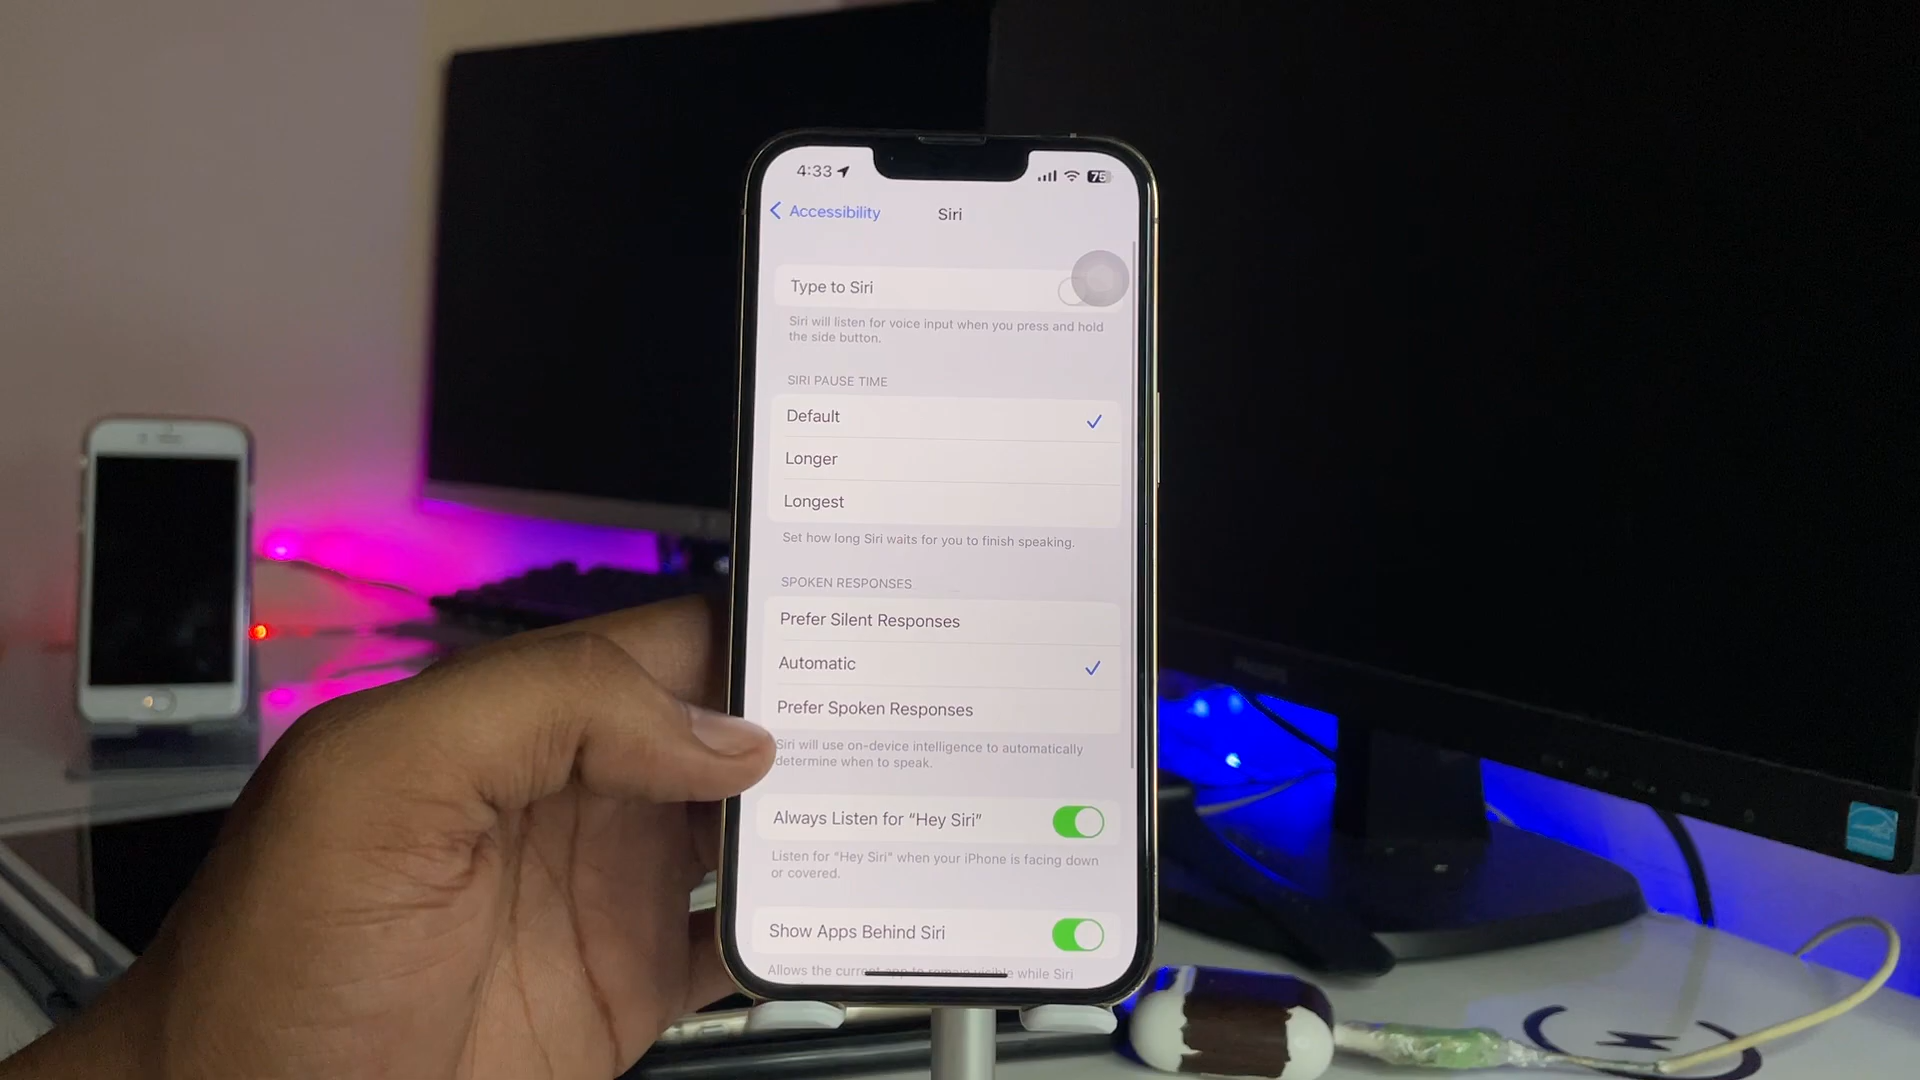 4:33
75
Accessibility
Siri
Type to Siri
Siri will listen for voice input when you press and hold
the side button.
SIRI PAUSE TIME
Default
Longer
Longest
Set how long Siri waits for you to finish speaking.
SPOKEN RESPONSES
Prefer Silent Responses
Automatic
Prefer Spoken Responses
Siri will use on-device intelligence to automatically
determine when to speak.
Always Listen for “Hey Siri”
Listen for “Hey Siri” when your iPhone is facing down
or covered.
Show Apps Behind Siri
Allows the current app to remain visible while Siri